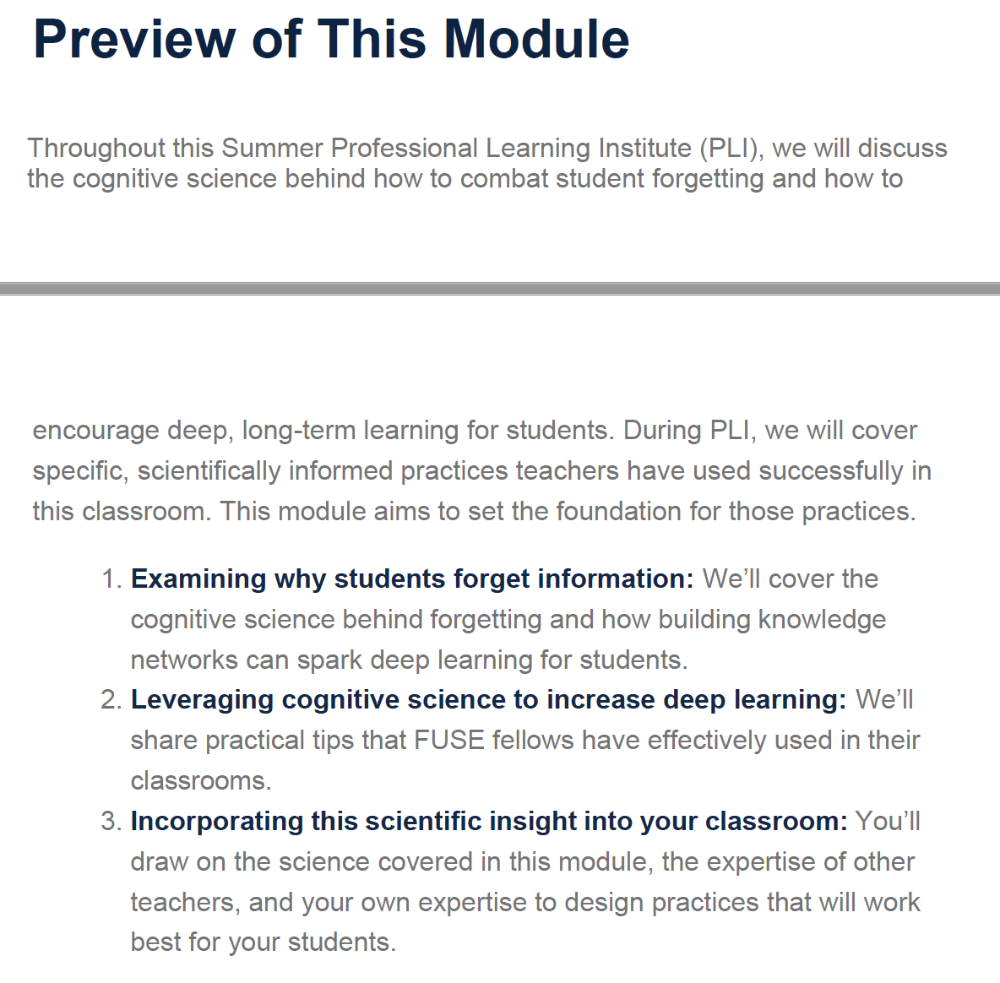 Preview of This Module
Throughout this Summer Professional Learning Institute (PLI), we will discuss
the cognitive science behind how to combat student forgetting and how to
encourage deep, long-term learning for students. During PLI, we will cover
specific, scientifically informed practices teachers have used successfully in
this classroom. This module aims to set the foundation for those practices.
1. Examining why students forget information: We’ll cover the
cognitive science behind forgetting and how building knowledge
networks can spark deep learning for students.
2. Leveraging cognitive science to increase deep learning: We’ll
share practical tips that FUSE fellows have effectively used in their
classrooms.
3. Incorporating this scientific insight into your classroom: You’ll
draw on the science covered in this module, the expertise of other
teachers, and your own expertise to design practices that will work
best for your students.